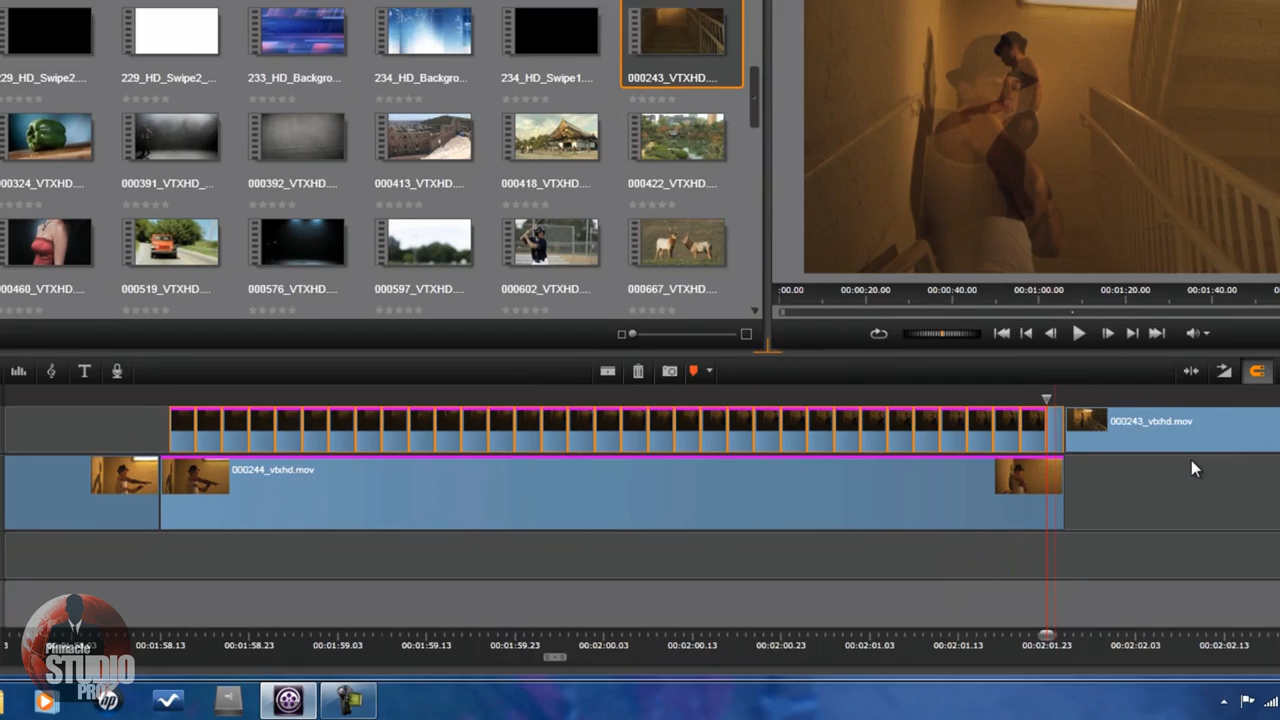 229_HD_Swipe2....
229_HD_Swipe2_...
233_HD_Backgro...
234_HD_Backgro...
234_HD_Swipe1....
000243_VTXHD....
000324_VTXHD....
000391_VTXHD_...
000392_VTXHD....
000413_VTXHD....
000418_VTXHD....
000422_VTXHD....
000460_VTXHD....
000519_VTXHD....
000576_VTXHD....
000597_VTXHD....
000602_VTXHD....
000667_VTXHD....
:-00.00 00:00:20.00 00:00:40.00 00:01:00.00 00:01:20.00 00:01:40.00
T
000243_vtxhd.mov
000244_vtxhd.mov
00:01:58.13 00:01:58.23 00:01:59.03 00:01:59.13 00:01:59.23 00:02:00.03 00:02:00.13 00:02:00.23 00:02:01.03 00:02:01.13 00:02:01.23 00:02:02.03 00:02:02.13
Pinnacle
STUDIO
hp